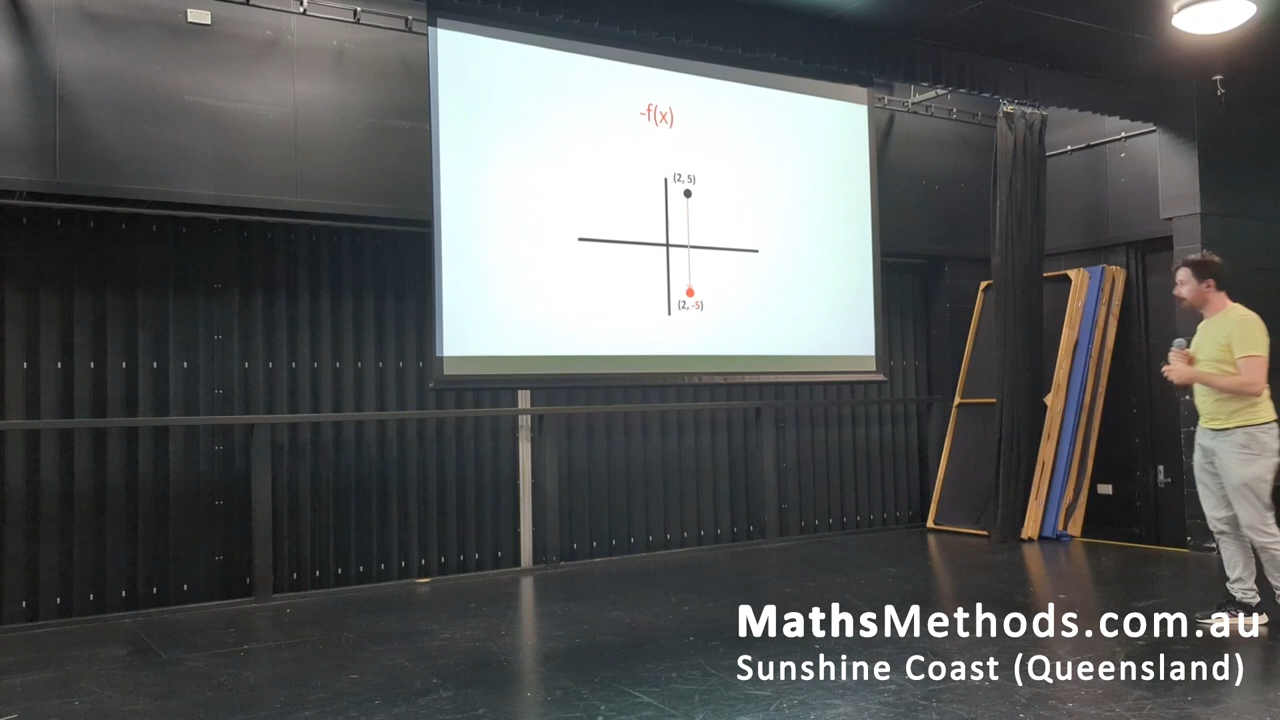 -f(x)
(2, 5)
(2, -5)
MathsMethods.com.au
Sunshine Coast (Queensland)